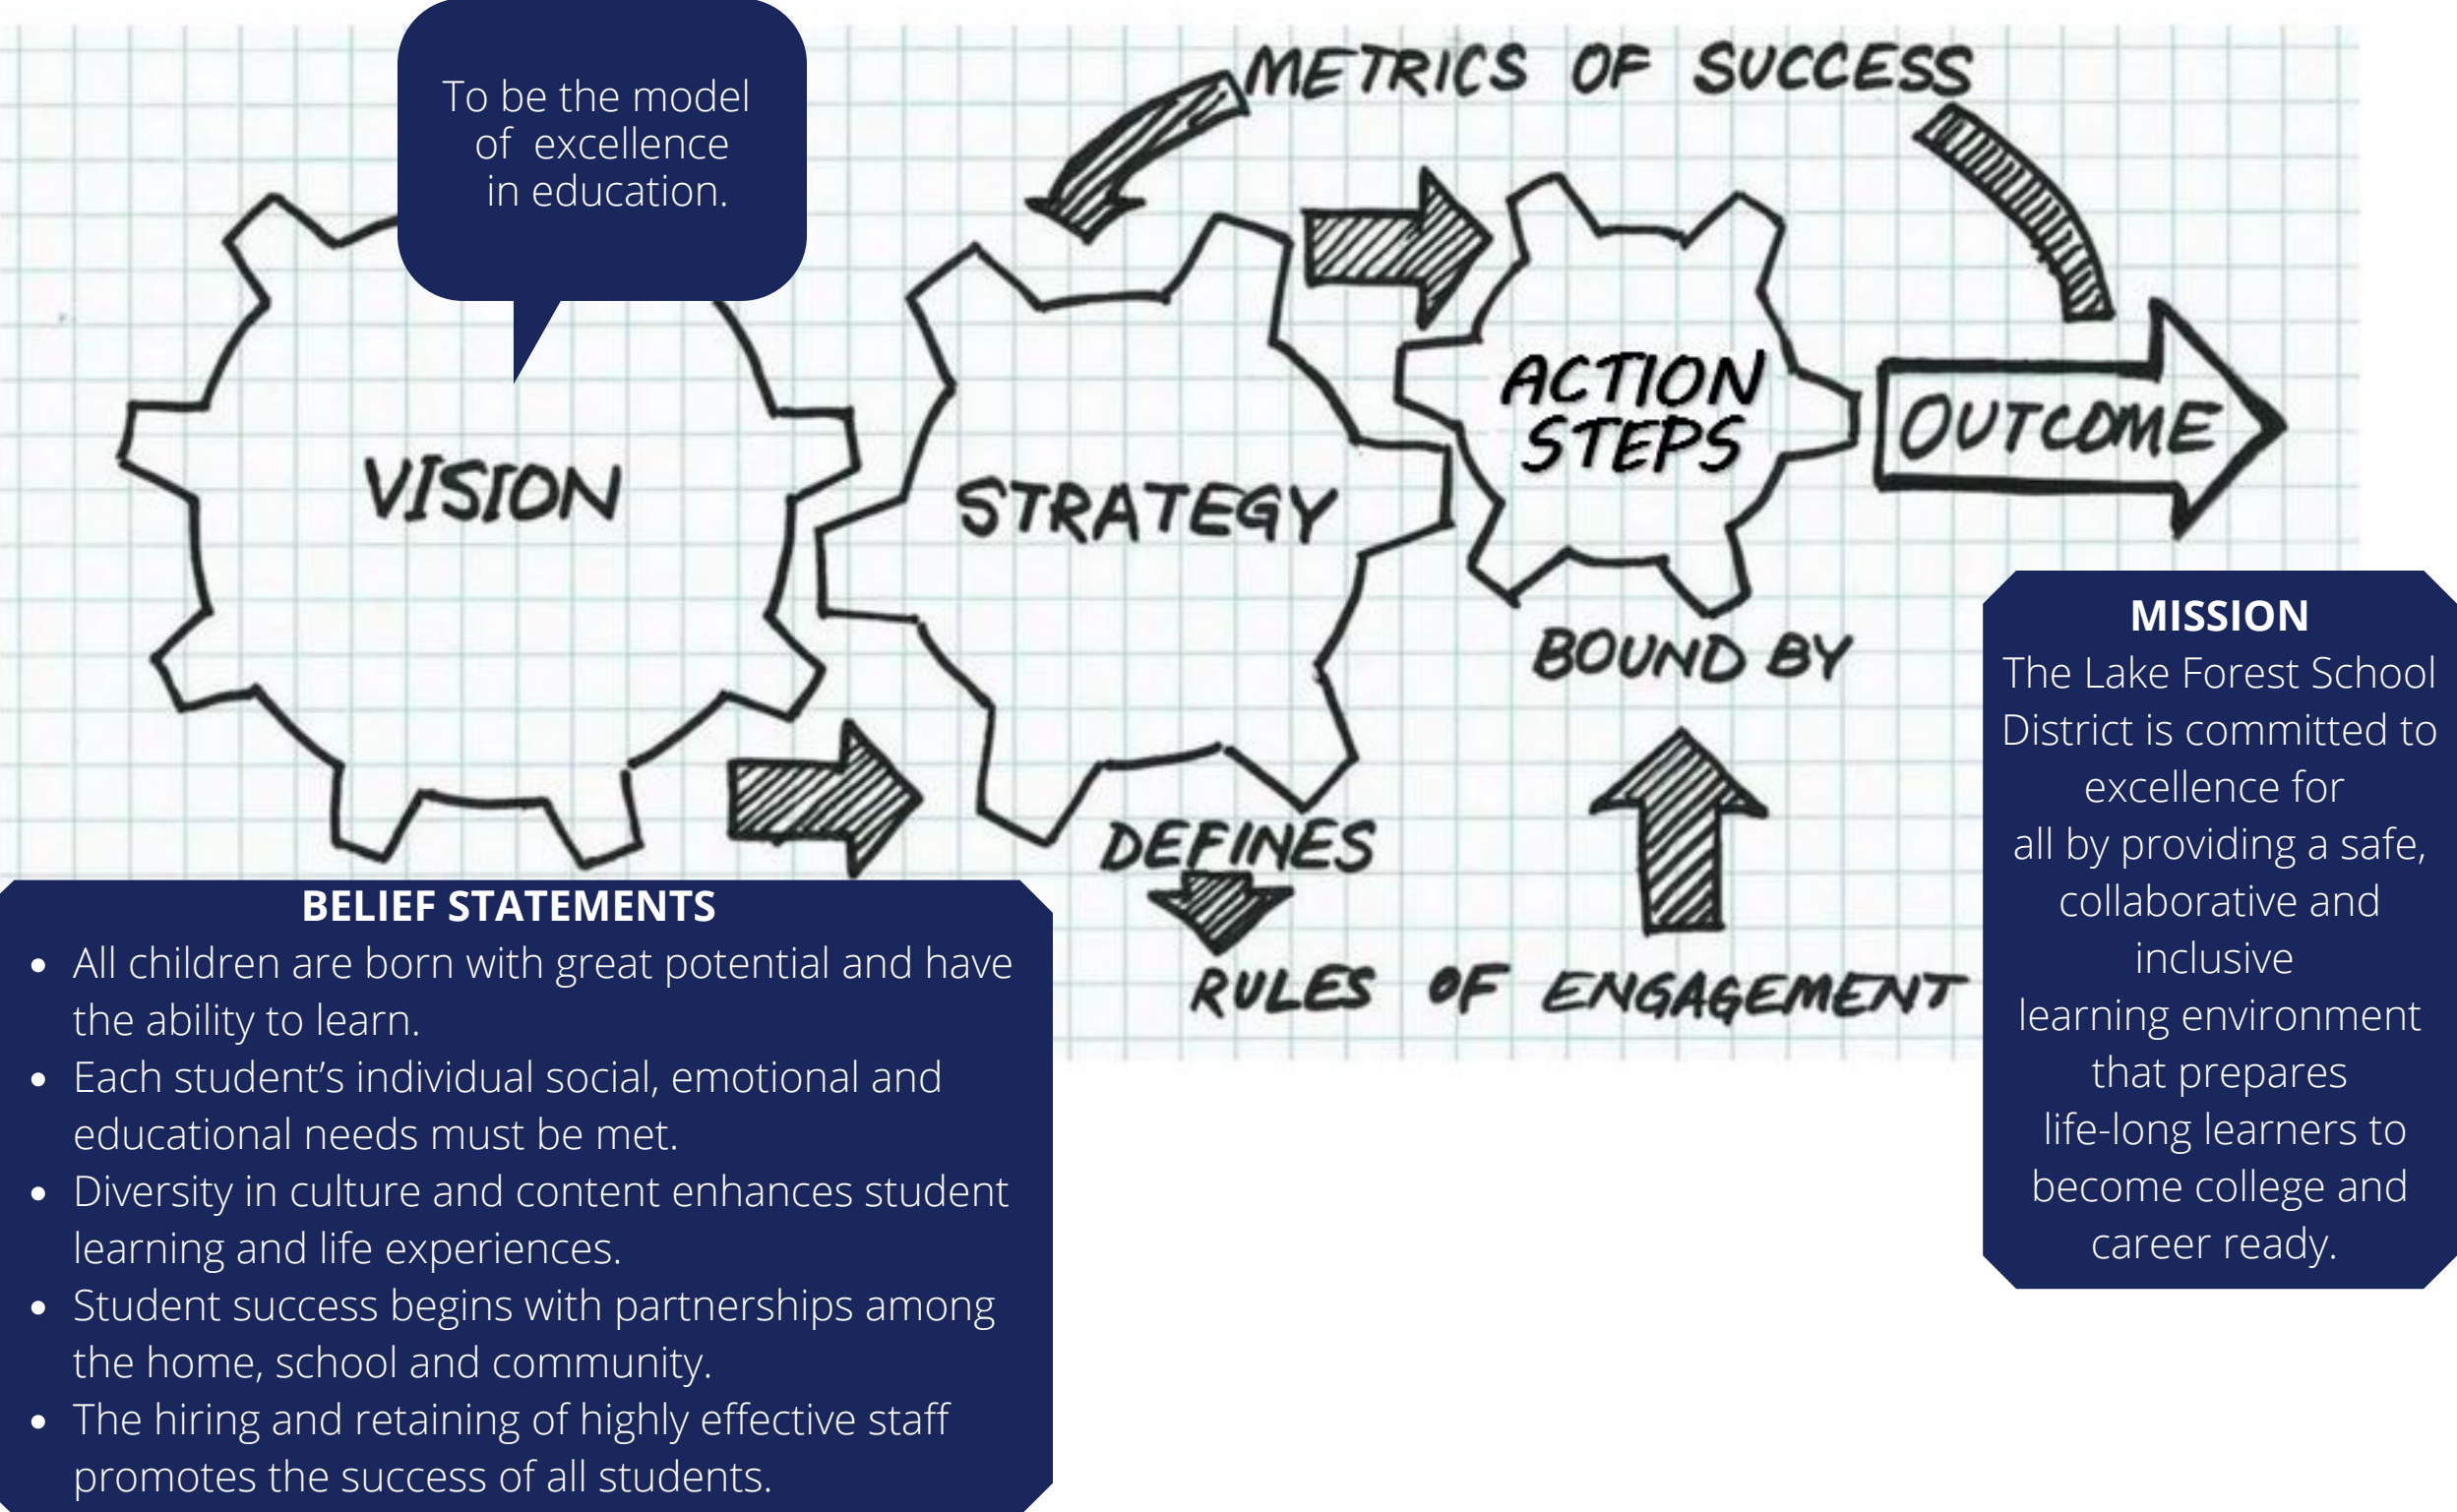 To be the model
of excellence
in education.
METRICS OF SUCCESS
VISION
STRATEGY
ACTION
STEPS
OUTCOME
BOUND BY
DEFINES
RULES OF ENGAGEMENT
BELIEF STATEMENTS
• All children are born with great potential and have
the ability to learn.
• Each student’s individual social, emotional and
educational needs must be met.
• Diversity in culture and content enhances student
learning and life experiences.
• Student success begins with partnerships among
the home, school and community.
• The hiring and retaining of highly effective staff
promotes the success of all students.
MISSION
The Lake Forest School
District is committed to
excellence for
all by providing a safe,
collaborative and
inclusive
learning environment
that prepares
life-long learners to
become college and
career ready.